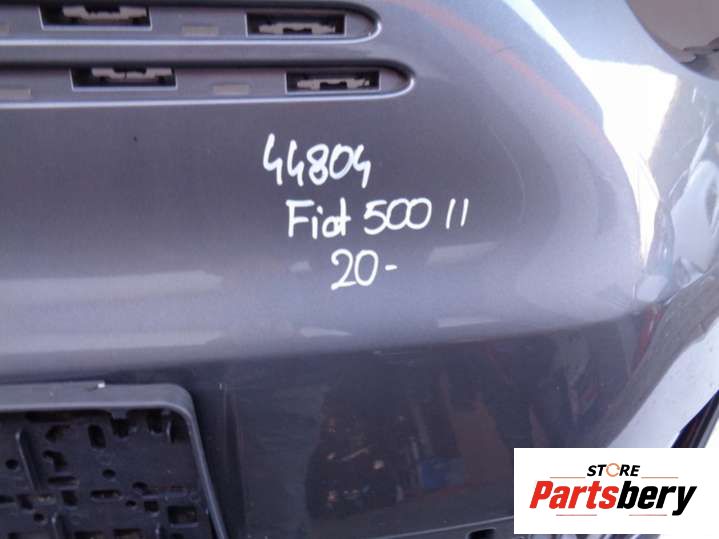 44804
Fiat 500 II
20-
STORE
Partsbery